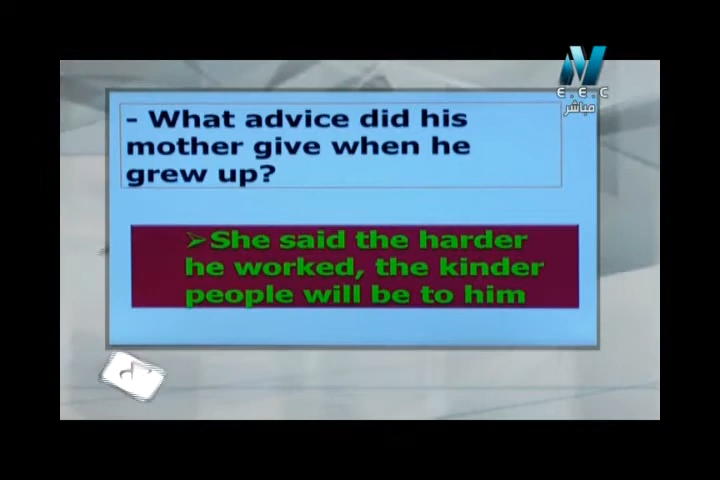 E.E.C
مباشر
- What advice did his
mother give when he
grew up?
➢She said the harder
he worked, the kinder
people will be to him